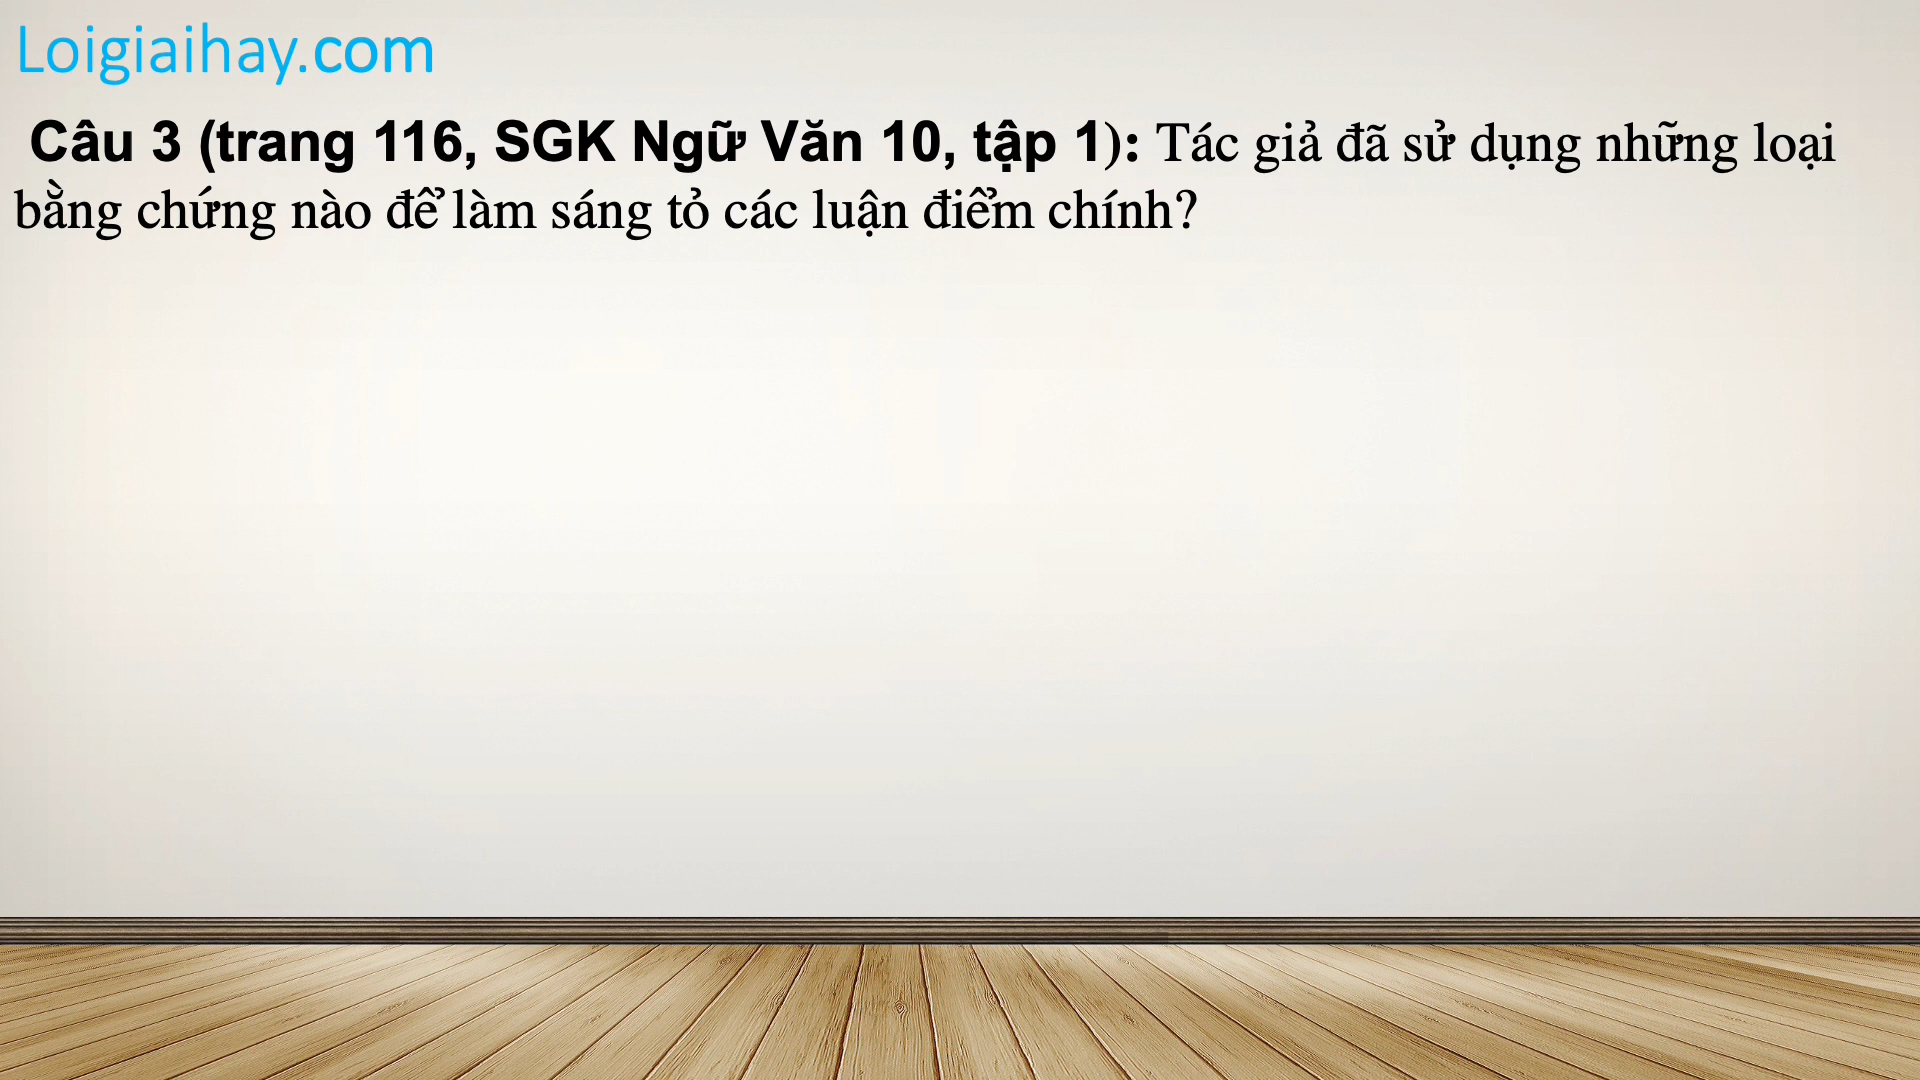 Loigiaihay.com
Câu 3 (trang 116, SGK Ngữ Văn 10, tập 1): Tác giả đã sử dụng những loại
bằng chứng nào để làm sáng tỏ các luận điểm chính?